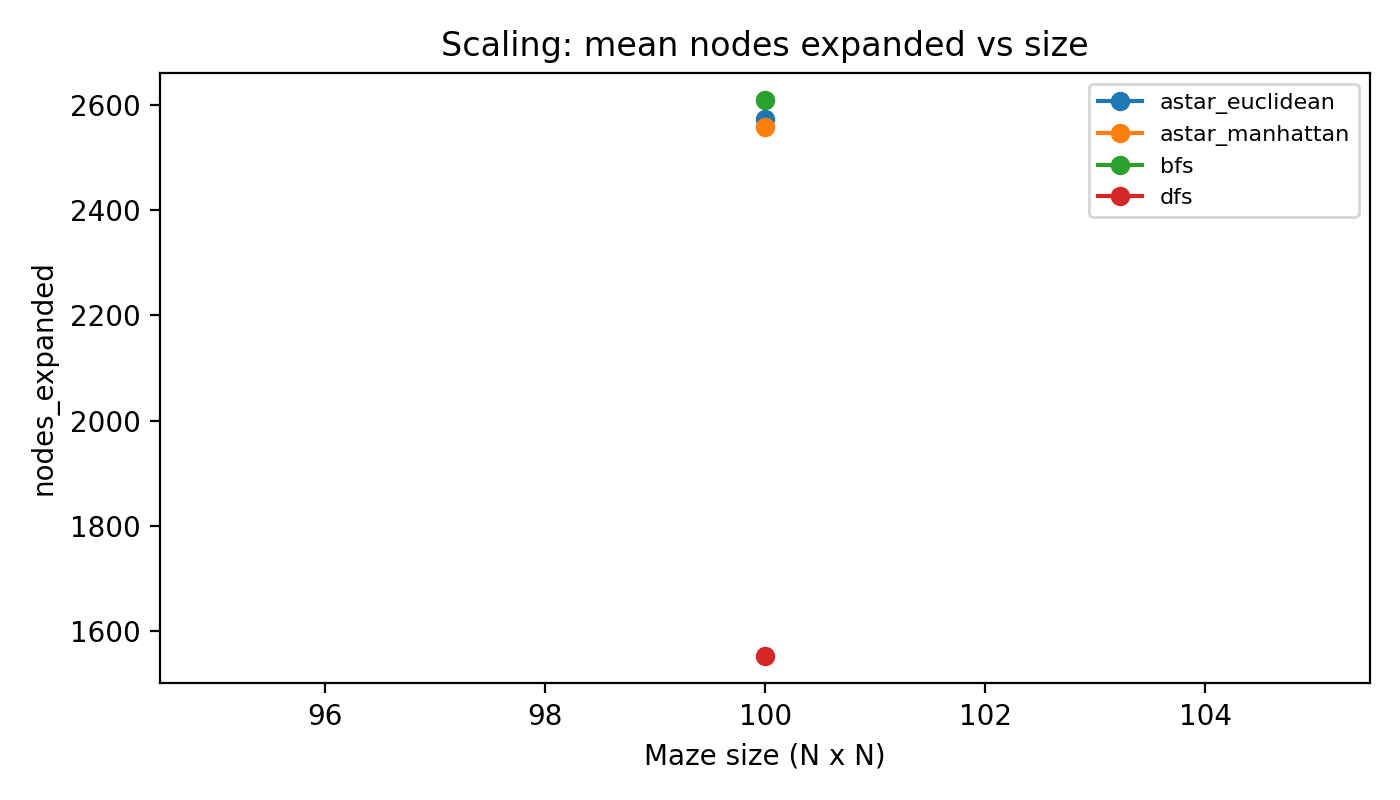 Scaling: mean nodes expanded vs size
2600
2400
2200
2000
1800
1600
nodes_expanded
astar_euclidean
astar_manhattan
bfs
dfs
96 98 100 102 104
Maze size (N x N)